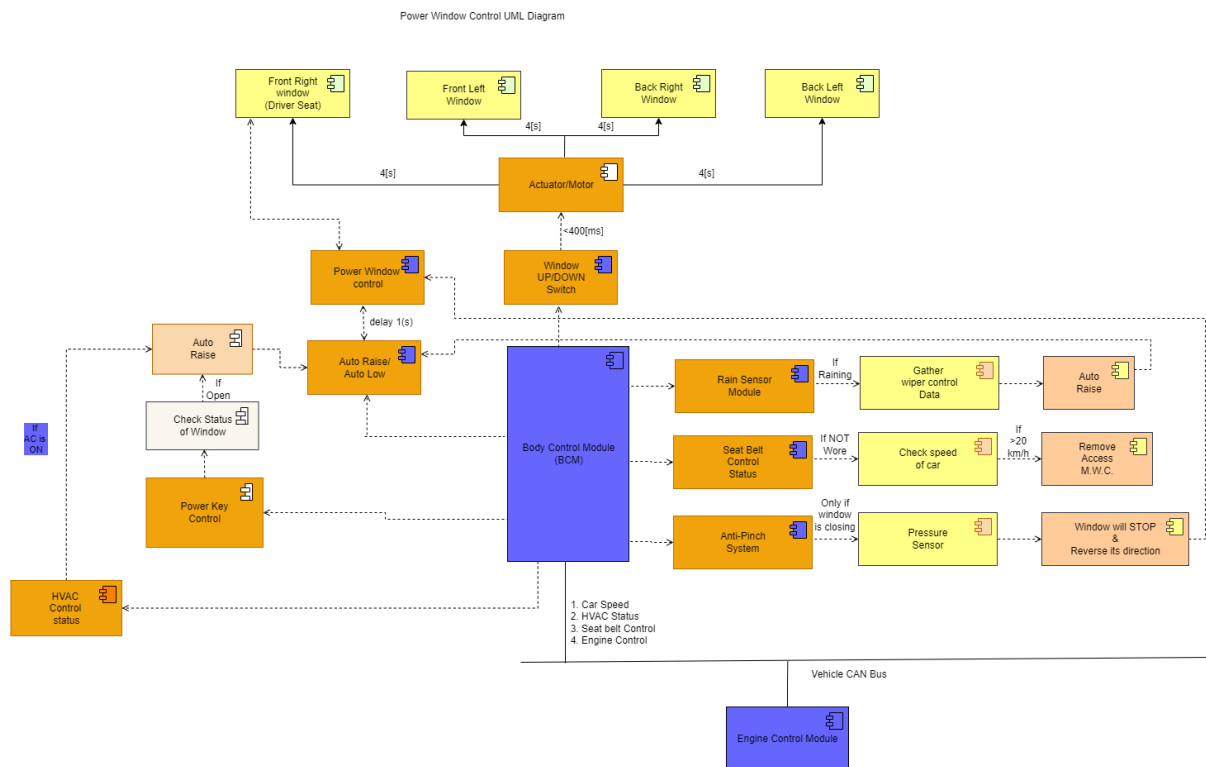 Power Window Control UML Diagram
Front Right
window
(Driver Seat)
Front Left
Window
Back Right
Window
Back Left
Window
4[s]
4[s]
4[s]
4[s]
Actuator/Motor
<400[ms]
Power Window
control
Window
UP/DOWN
Switch
delay 1(s)
Auto
Raise
Auto Raise/
Auto Low
If
Open
Check Status
of Window
If
AC is
ON
Power Key
Control
HVAC
Control
status
Body Control Module
(BCM)
Rain Sensor
Module
If
Raining
Gather
wiper control
Data
Auto
Raise
Seat Belt
Control
Status
If NOT
Wore
Check speed
of car
If
>20
km/h
Remove
Access
M.W.C.
Anti-Pinch
System
Only if
window
is closing
Pressure
Sensor
Window will STOP
&
Reverse its direction
1. Car Speed
2. HVAC Status
3. Seat belt Control
4. Engine Control
Vehicle CAN Bus
Engine Control Module